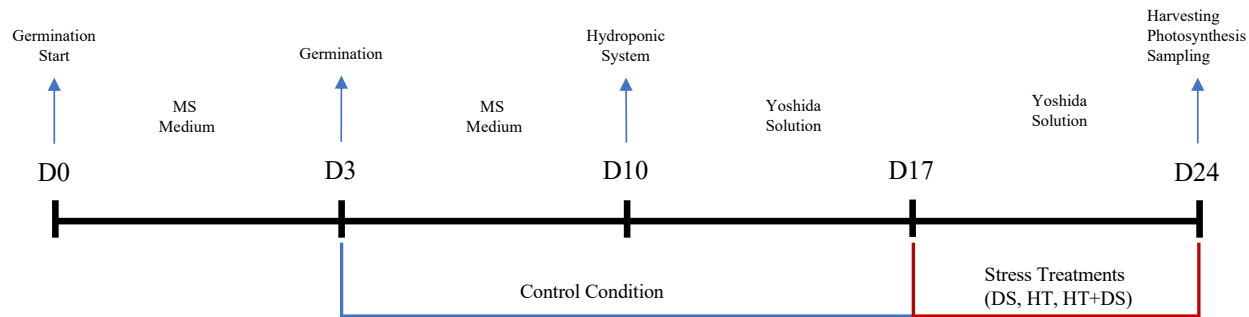 Germination
Start
Germination
Hydroponic
System
Harvesting
Photosynthesis
Sampling
MS
Medium
MS
Medium
Yoshida
Solution
Yoshida
Solution
D0
D3
D10
D17
D24
Control Condition
Stress Treatments
(DS, HT, HT+DS)